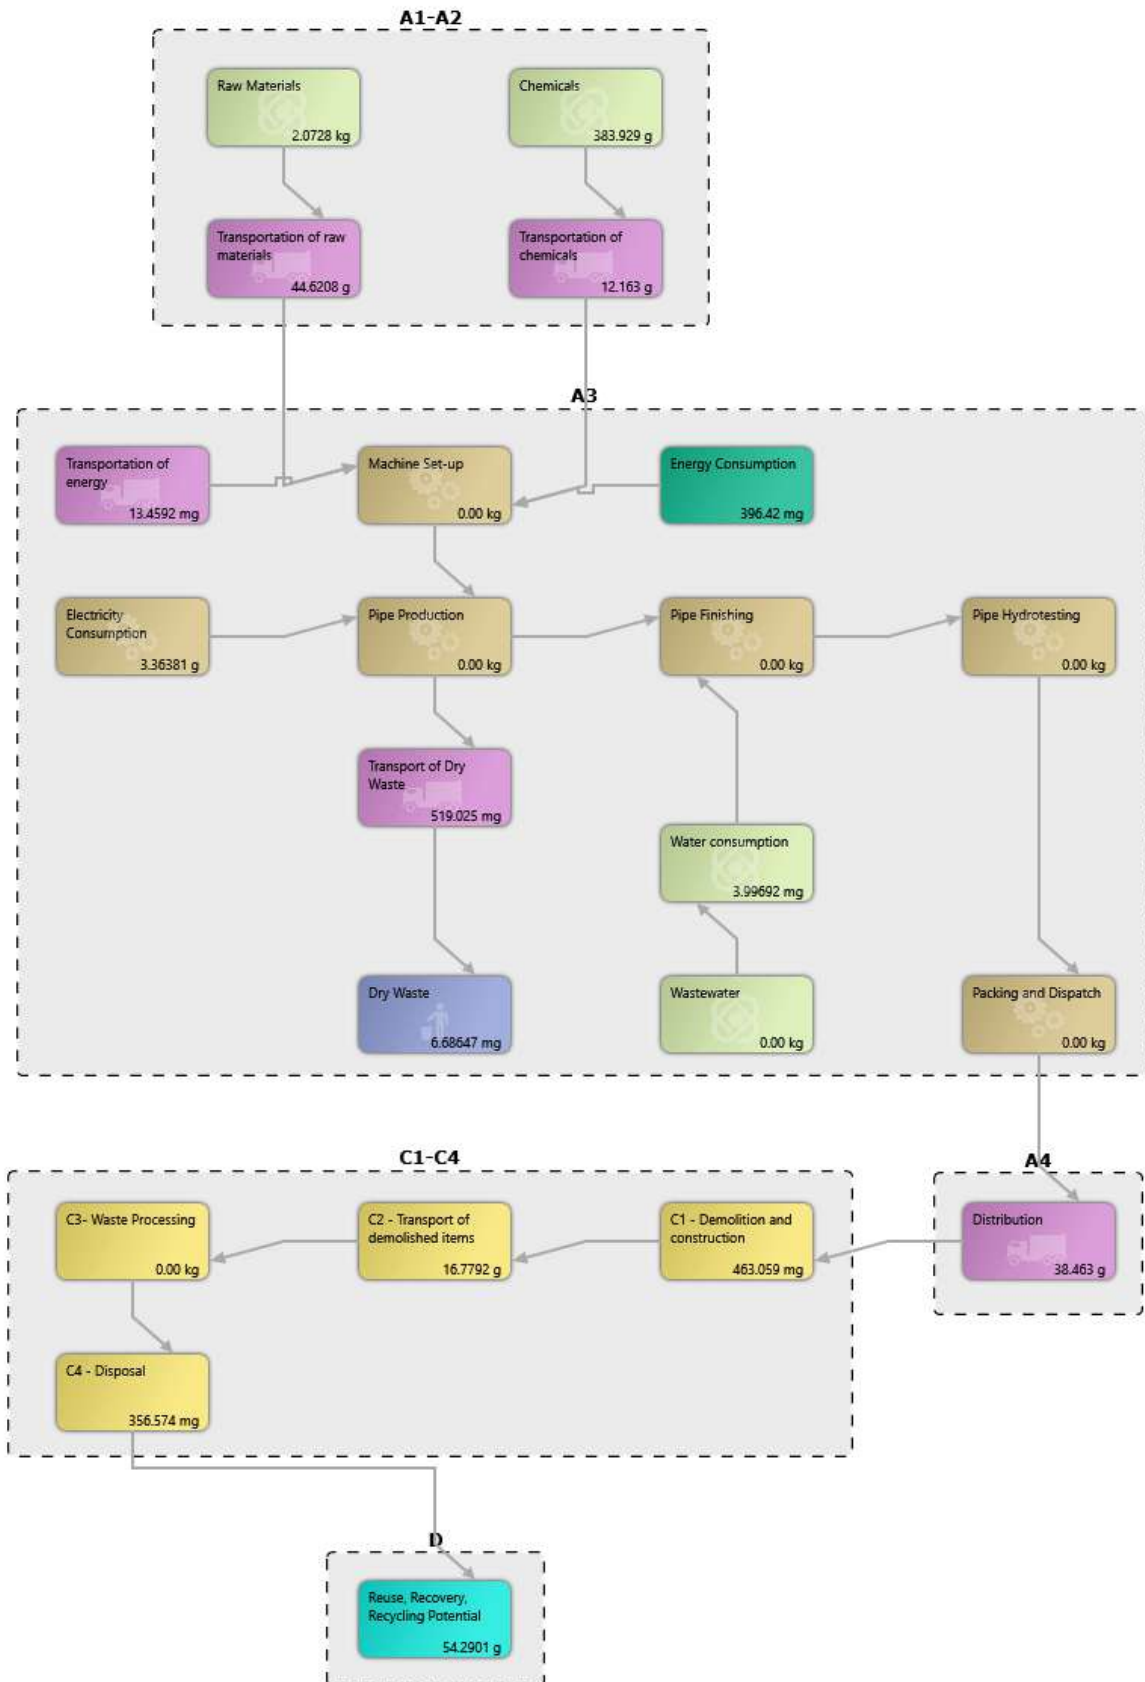 A1-A2
Raw Materials
2.0728 kg
Chemicals
383.929 g
Transportation of raw
materials
44.6208 g
Transportation of
chemicals
12.163 g
A3
Transportation of
energy
13.4592 mg
Machine Set-up
0.00 kg
Energy Consumption
396.42 mg
Electricity
Consumption
3.36381 g
Pipe Production
0.00 kg
Pipe Finishing
0.00 kg
Pipe Hydrotesting
0.00 kg
Transport of Dry
Waste
519.025 mg
Water consumption
3.99692 mg
Dry Waste
6.68647 mg
Wastewater
0.00 kg
Packing and Dispatch
0.00 kg
C1-C4
A4
C3- Waste Processing
0.00 kg
C2 - Transport of
demolished items
16.7792 g
C1 - Demolition and
construction
463.059 mg
Distribution
38.463 g
C4 - Disposal
356.574 mg
D
Reuse, Recovery,
Recycling Potential
54.2901 g